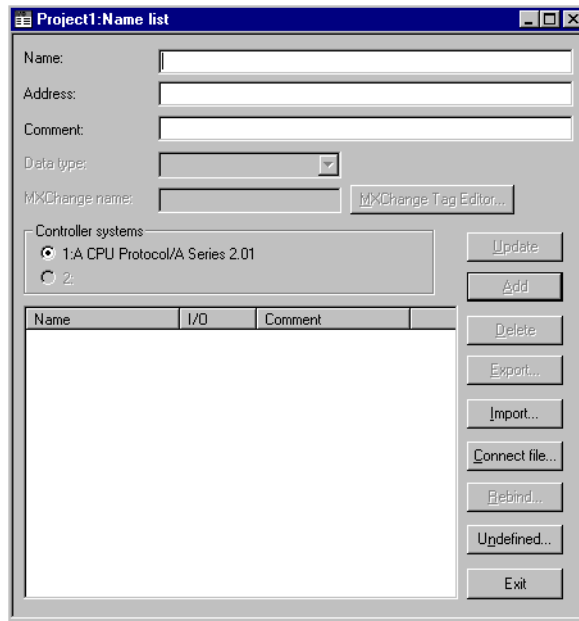 Project1:Name list
Name:
Address:
Comment:
Data type:
MXChange name:
MXChange Tag Editor...
Controller systems
1:A CPU Protocol/A Series 2.01
2:
Update
Add
Name I/O Comment
Delete
Export...
Import...
Connect file...
Rebind...
Undefined...
Exit